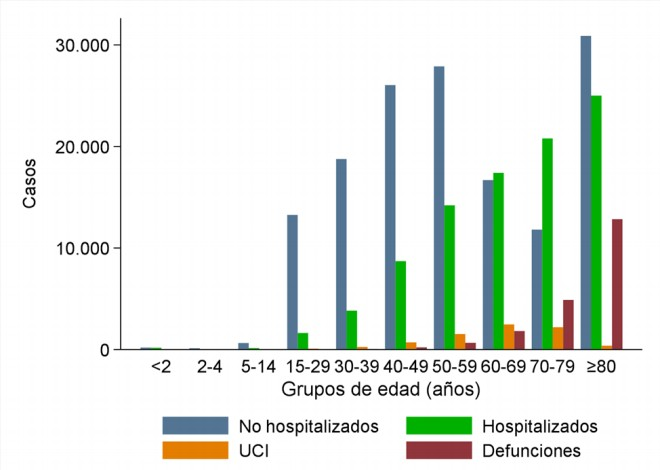 30.000
20.000
10.000
0
Casos
<2 2-4 5-14 15-29 30-39 40-49 50-59 60-69 70-79 ≥80
Grupos de edad (años)
No hospitalizados Hospitalizados
UCI Defunciones